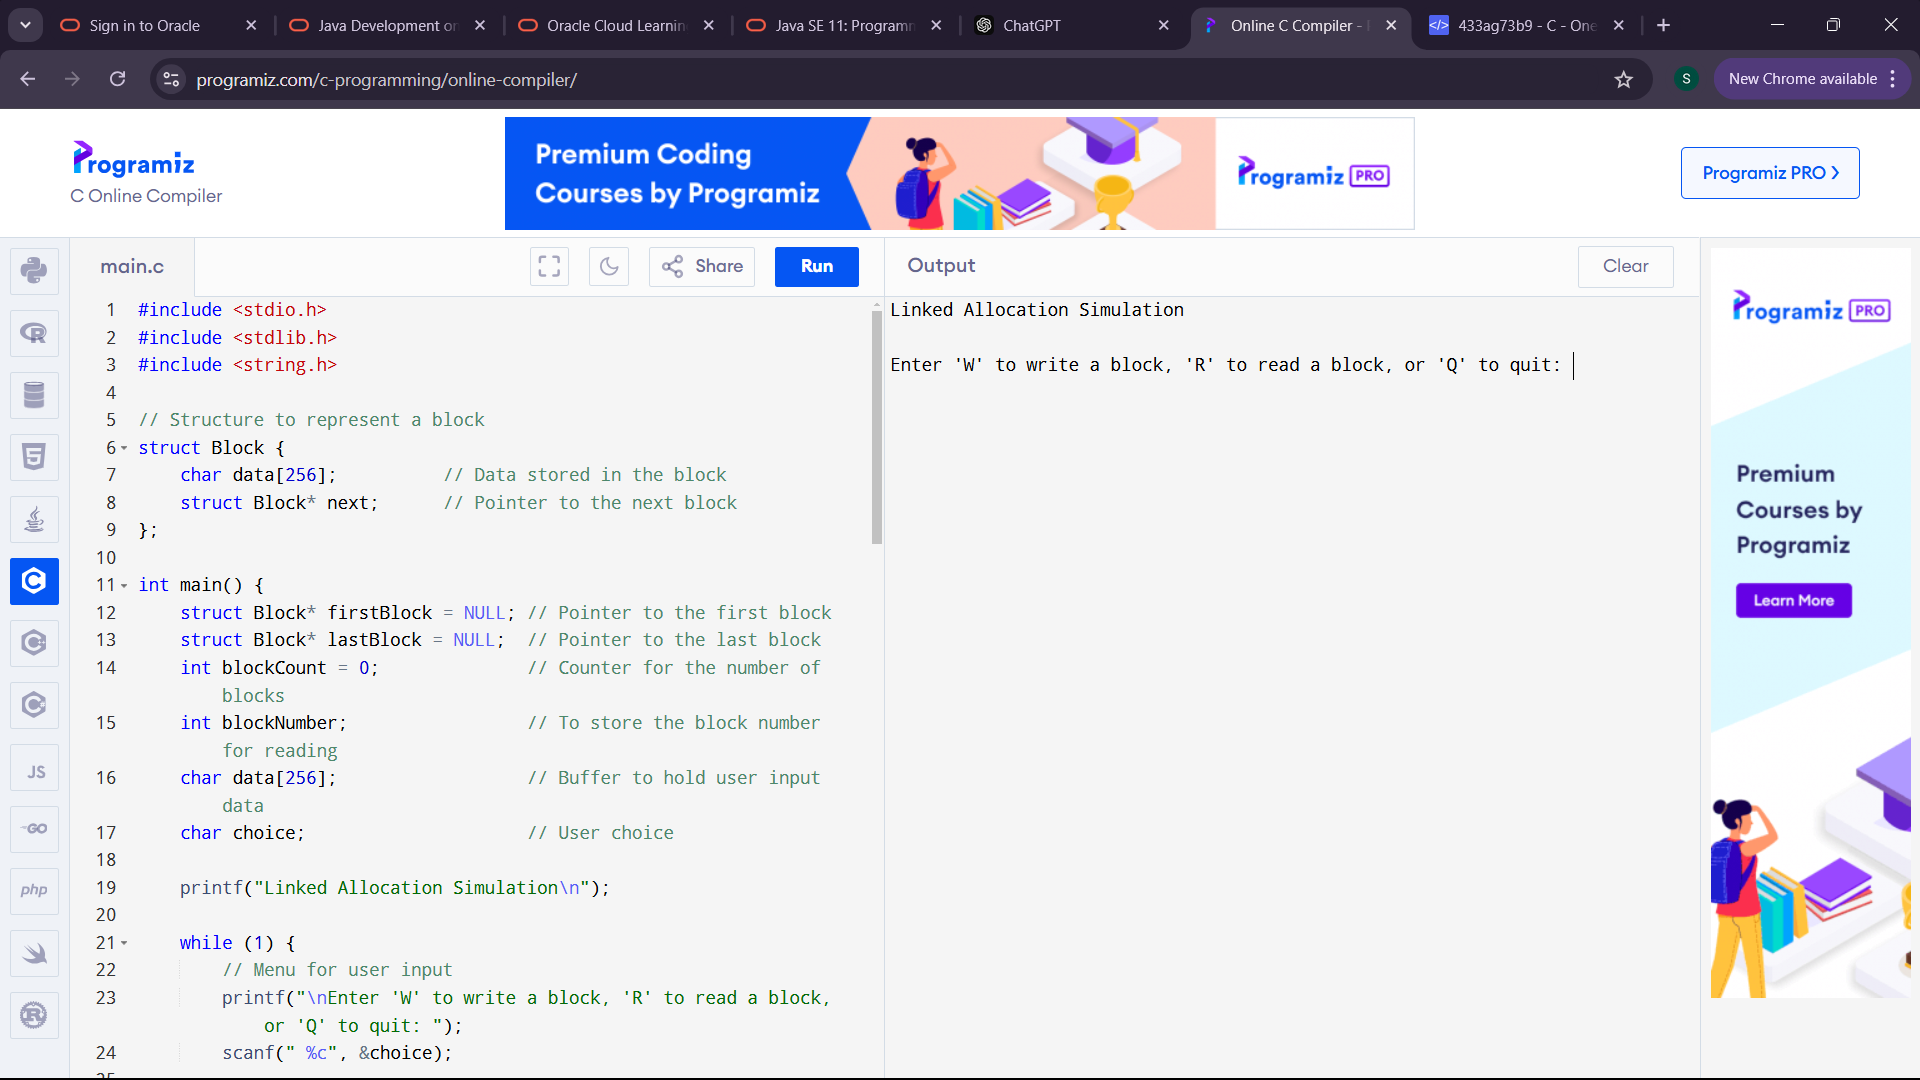 Sign in to Oracle
Java Development on
Oracle Cloud Learnin
Java SE 11: Programm
ChatGPT
Online C Compiler -
433ag73b9 - C - One
programiz.com/c-programming/online-compiler/
S
New Chrome available
Programiz
C Online Compiler
Premium Coding
Courses by Programiz
Programiz PRO
Programiz PRO >
main.c
Share
Run
Output
Clear
1 #include <stdio.h>
2 #include <stdlib.h>
3 #include <string.h>
4
5 // Structure to represent a block
6 struct Block {
7 char data[256]; // Data stored in the block
8 struct Block* next; // Pointer to the next block
9 };
10
11 int main() {
12 struct Block* firstBlock = NULL; // Pointer to the first block
13 struct Block* lastBlock = NULL; // Pointer to the last block
14 int blockCount = 0; // Counter for the number of
blocks
15 int blockNumber; // To store the block number
for reading
16 char data[256]; // Buffer to hold user input
data
17 char choice; // User choice
18
19 printf("Linked Allocation Simulation\n");
20
21 while (1) {
22 // Menu for user input
23 printf("\nEnter 'W' to write a block, 'R' to read a block,
or 'Q' to quit: ");
24 scanf(" %c", &choice);
Linked Allocation Simulation
Enter 'W' to write a block, 'R' to read a block, or 'Q' to quit:
R
JS
GO
php
Programiz PRO
Premium
Courses by
Programiz
Learn More